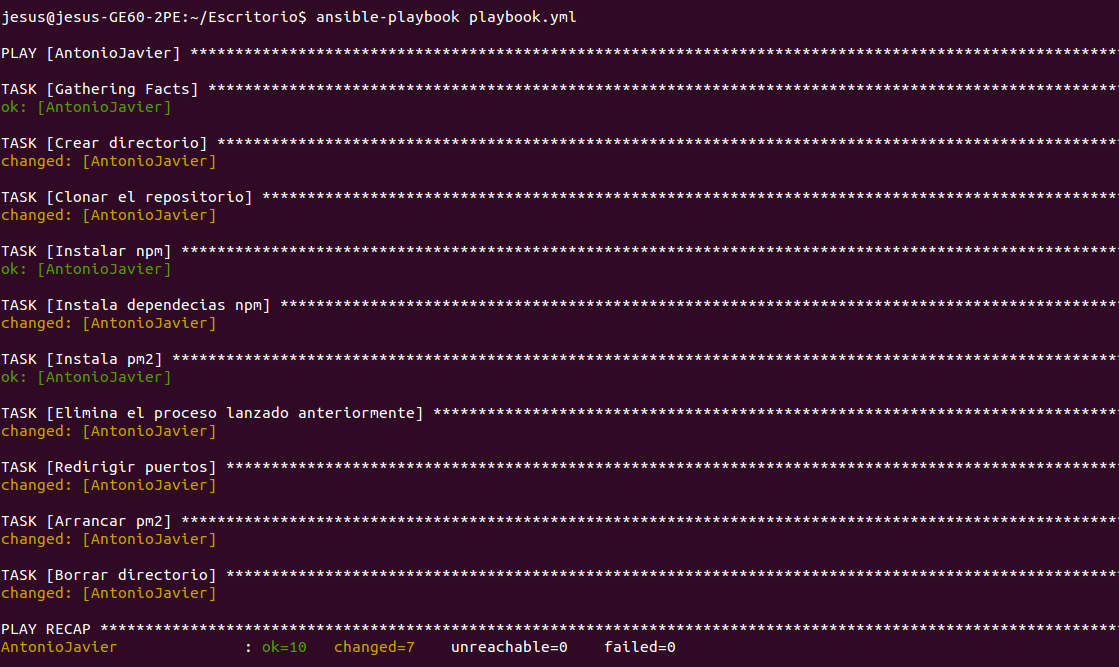 jesus@jesus-GE60-2PE:~/Escritorio$ ansible-playbook playbook.yml
PLAY [AntonioJavier] *******************************************************************************************************
TASK [Gathering Facts] *****************************************************************************************************
ok: [AntonioJavier]
TASK [Crear directorio] ****************************************************************************************************
changed: [AntonioJavier]
TASK [Clonar el repositorio] ***********************************************************************************************
changed: [AntonioJavier]
TASK [Instalar npm] ********************************************************************************************************
ok: [AntonioJavier]
TASK [Instala dependecias npm] *********************************************************************************************
changed: [AntonioJavier]
TASK [Instala pm2] *********************************************************************************************************
ok: [AntonioJavier]
TASK [Elimina el proceso lanzado anteriormente] ****************************************************************************
changed: [AntonioJavier]
TASK [Redirigir puertos] ***************************************************************************************************
changed: [AntonioJavier]
TASK [Arrancar pm2] ********************************************************************************************************
changed: [AntonioJavier]
TASK [Borrar directorio] ***************************************************************************************************
changed: [AntonioJavier]
PLAY RECAP *****************************************************************************************************************
AntonioJavier : ok=10 changed=7 unreachable=0 failed=0